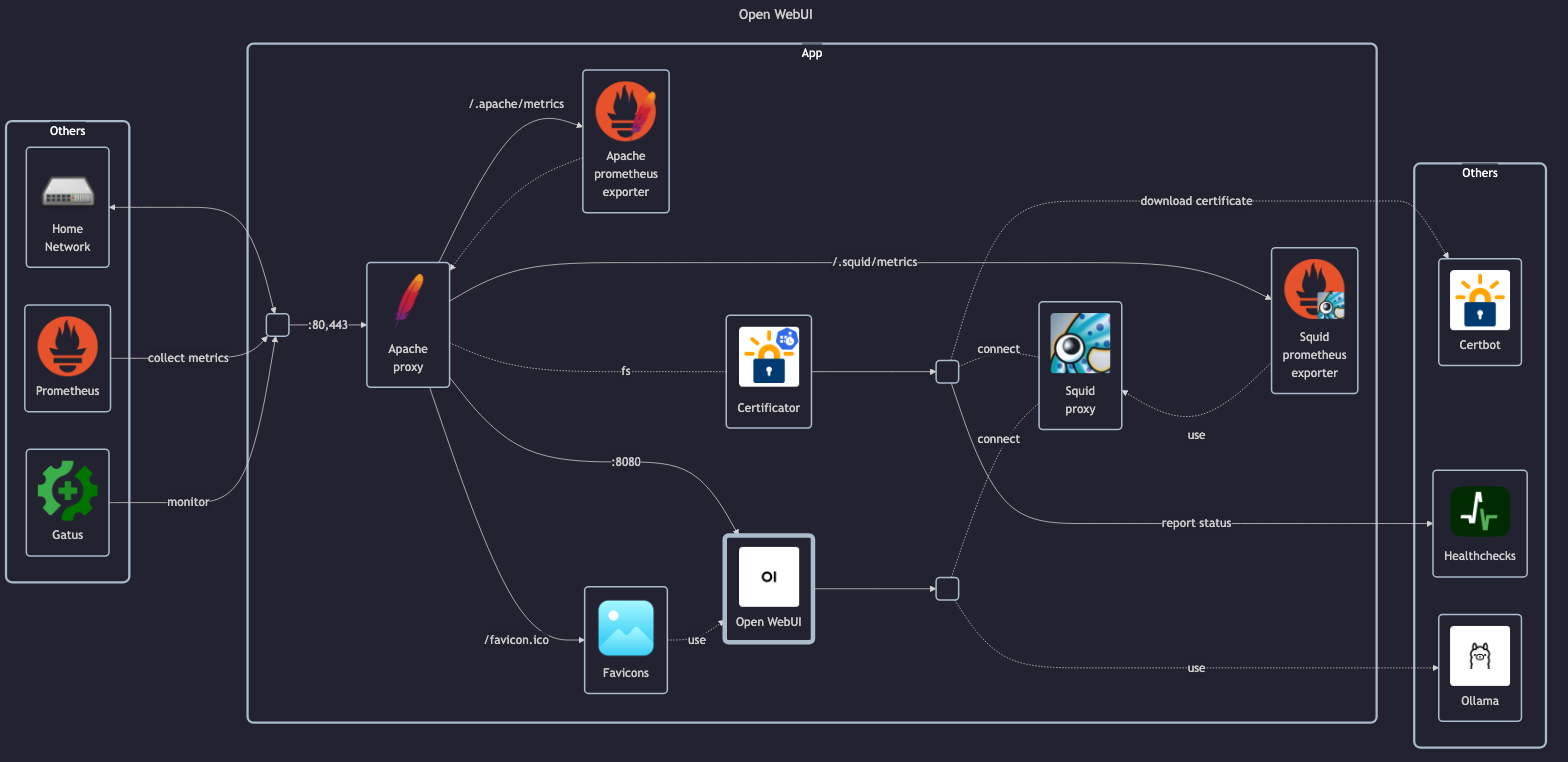 Open WebUI
App
Others
Home
Network
Prometheus
Gatus
collect metrics
monitor
:80,443
Apache
proxy
/.apache/metrics
Apache
prometheus
exporter
/.squid/metrics
fs
:8080
/favicon.ico
Favicons
use
Certificator
OI
Open WebUI
connect
connect
Squid
proxy
download certificate
Squid
prometheus
exporter
use
report status
use
Others
Certbot
Healthchecks
Ollama